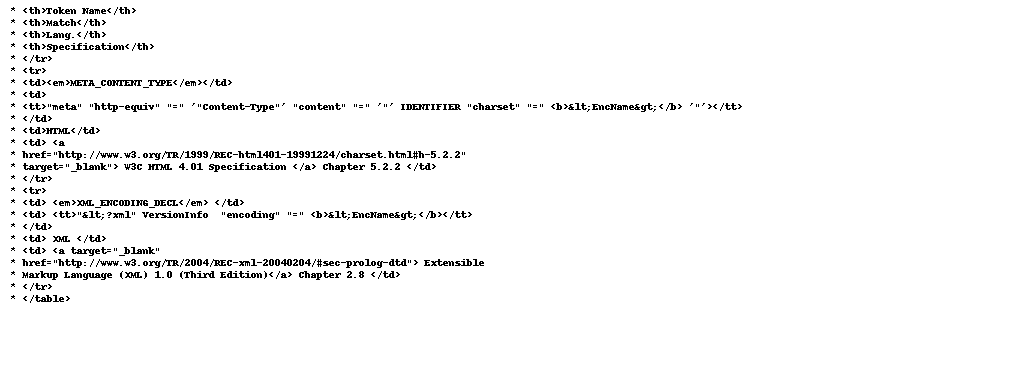 * <th>Token Name</th>
* <th>Match</th>
* <th>Lang.</th>
* <th>Specification</th>
* </tr>
* <tr>
* <td><em>META_CONTENT_TYPE</em></td>
* <td>
* <tt>"meta" "http-equiv" "=" '"Content-Type"' "content" "=" '"' IDENTIFIER "charset" "=" <b>&lt;EncName&gt;</b> '"'></tt>
* </td>
* <td>HTML</td>
* <td> <a
* href="http://www.w3.org/TR/1999/REC-html401-19991224/charset.html#h-5.2.2"
* target="_blank"> W3C HTML 4.01 Specification </a> Chapter 5.2.2 </td>
* </tr>
* <tr>
* <td> <em>XML_ENCODING_DECL</em> </td>
* <td> <tt>"&lt;?xml" VersionInfo  "encoding" "=" <b>&lt;EncName&gt;</b></tt>
* </td>
* <td> XML </td>
* <td> <a target="_blank"
* href="http://www.w3.org/TR/2004/REC-xml-20040204/#sec-prolog-dtd"> Extensible
* Markup Language (XML) 1.0 (Third Edition)</a> Chapter 2.8 </td>
* </tr>
* </table>